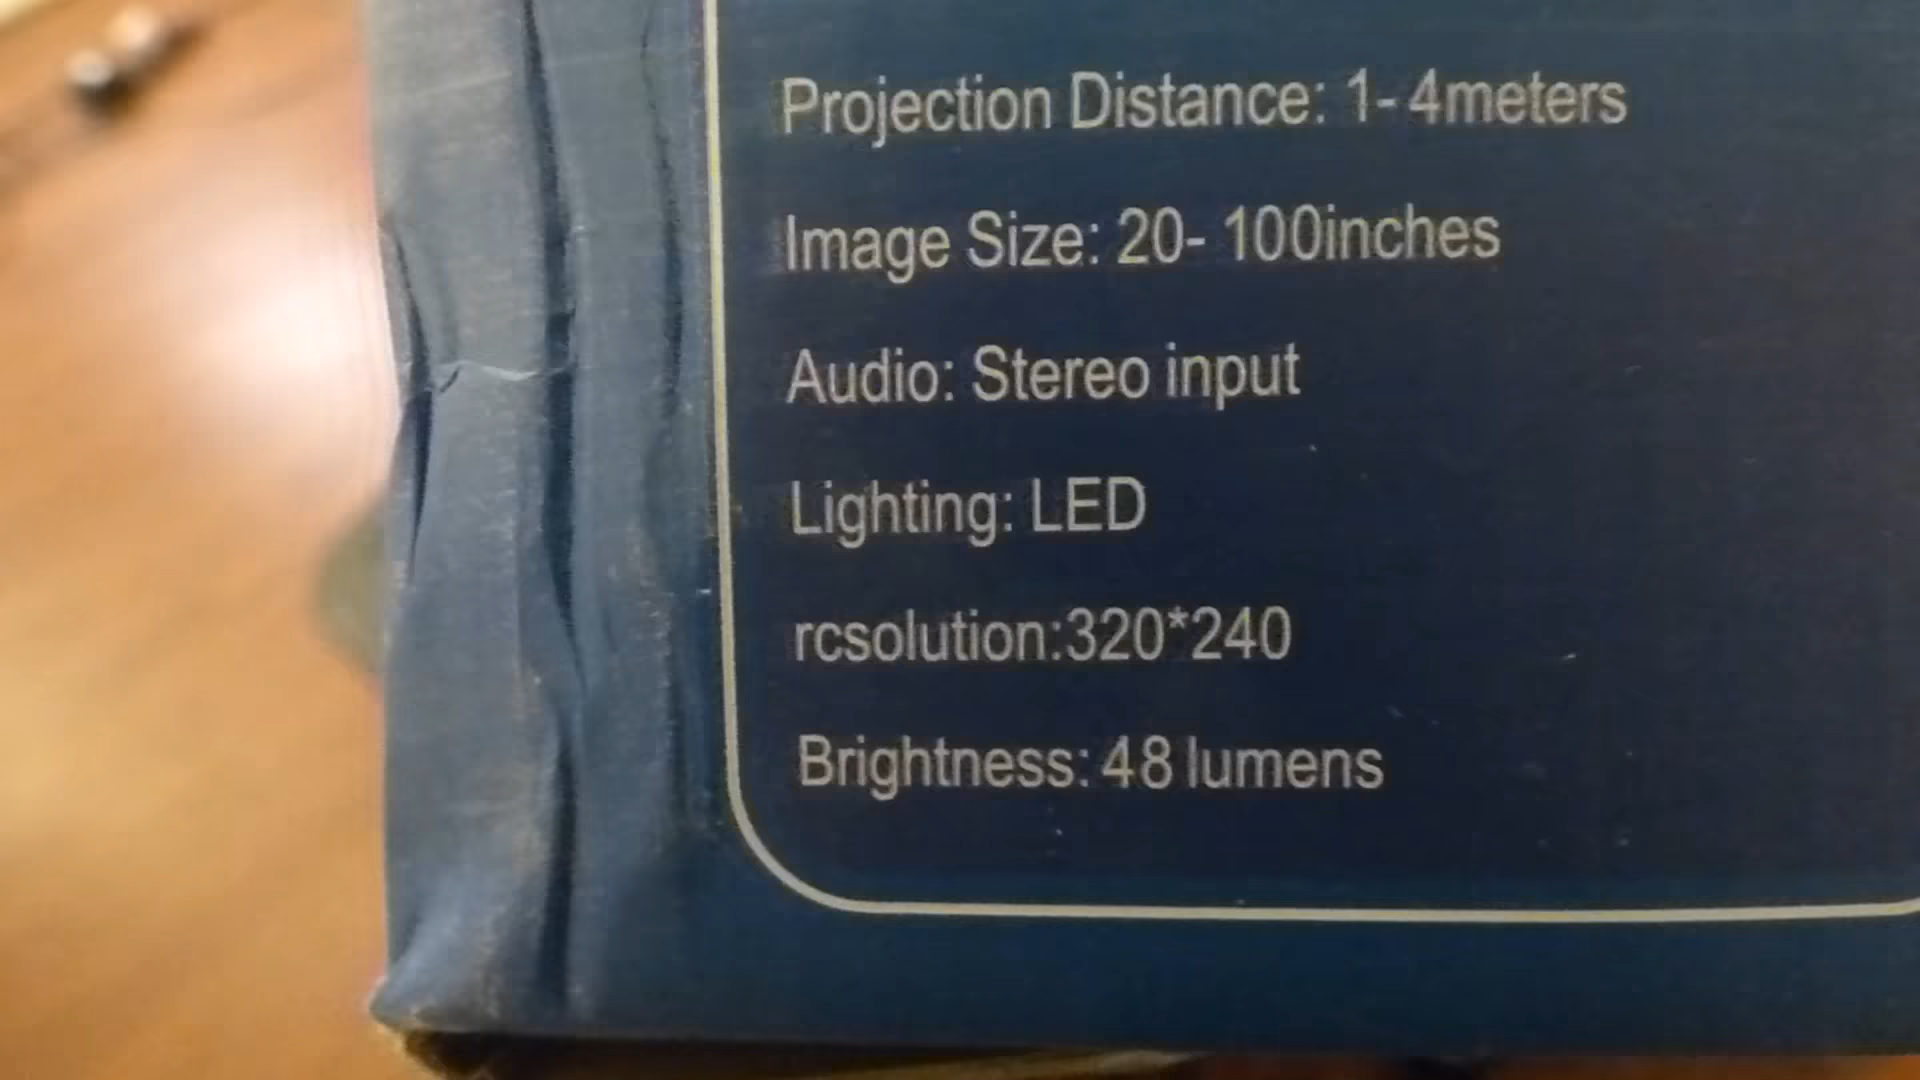 Projection Distance: 1- 4meters
Image Size: 20- 100inches
Audio: Stereo input
Lighting: LED
rcsolution:320*240
Brightness: 48 lumens